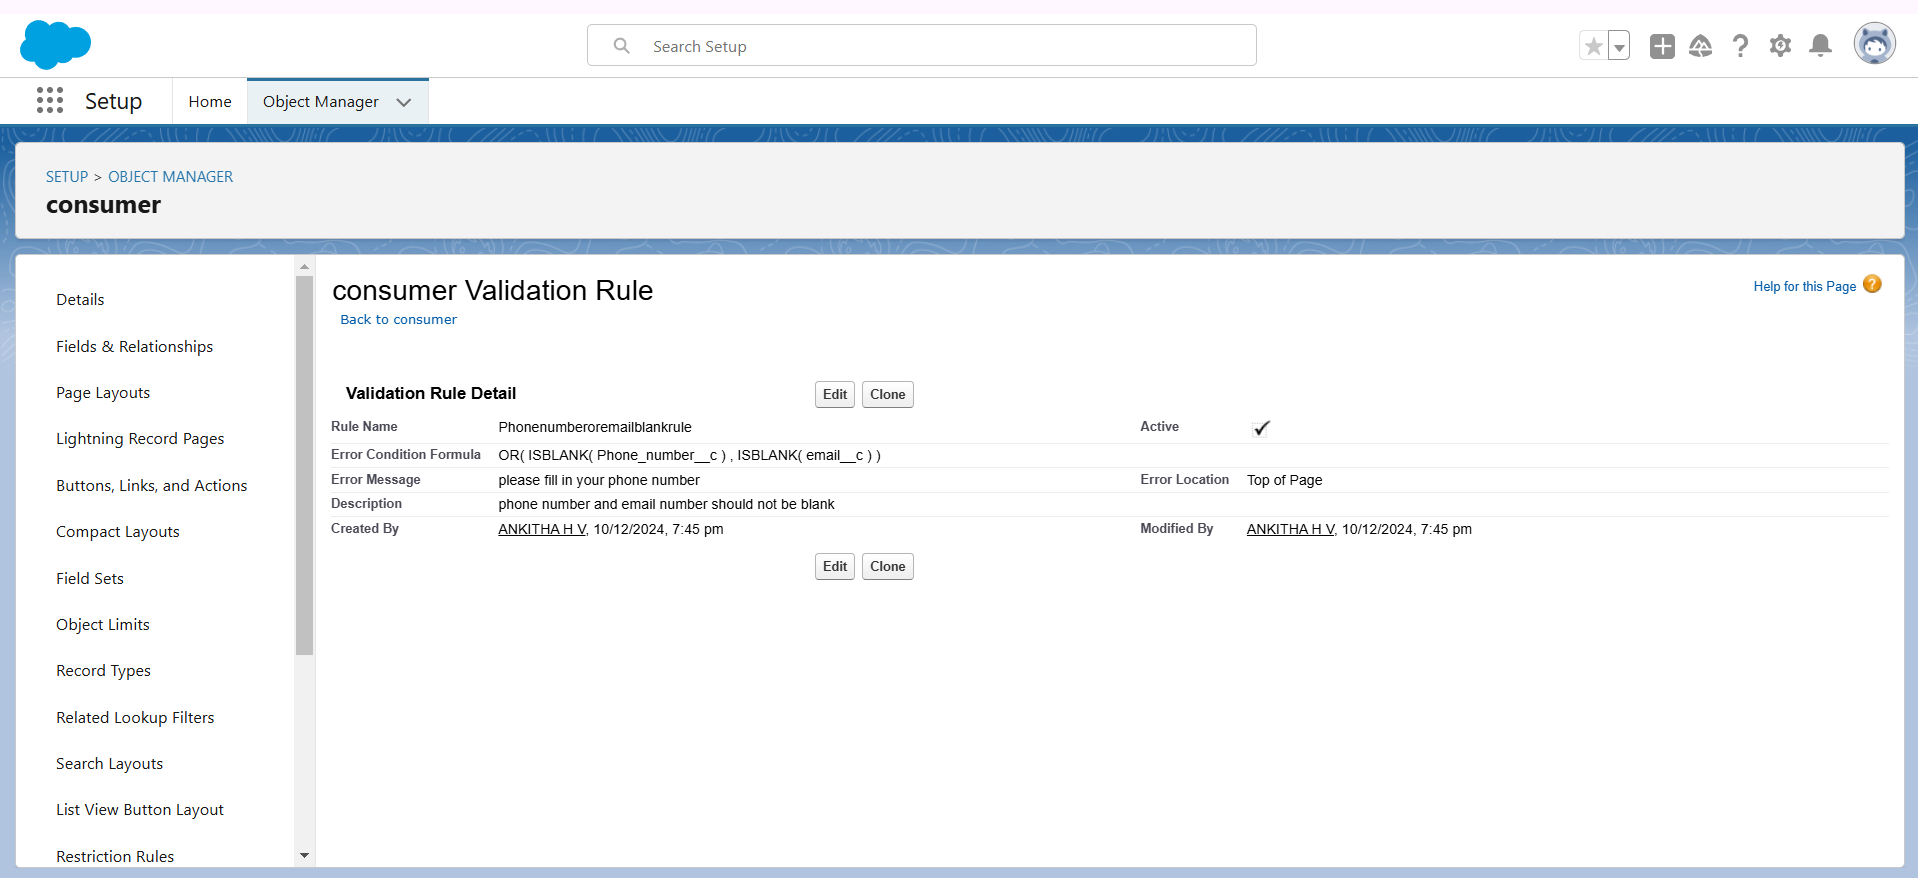 Search Setup
Setup
Home
Object Manager
SETUP > OBJECT MANAGER
consumer
Details
Fields & Relationships
Page Layouts
Lightning Record Pages
Buttons, Links, and Actions
Compact Layouts
Field Sets
Object Limits
Record Types
Related Lookup Filters
Search Layouts
List View Button Layout
Restriction Rules
consumer Validation Rule
Help for this Page ?
Back to consumer
Validation Rule Detail Edit Clone
Rule Name Phonenumberoremailblankrule Active
Error Condition Formula OR( ISBLANK( Phone_number__c ) , ISBLANK( email__c ) )
Error Message please fill in your phone number Error Location Top of Page
Description phone number and email number should not be blank
Created By ANKITHA H V, 10/12/2024, 7:45 pm Modified By ANKITHA H V, 10/12/2024, 7:45 pm
Edit Clone